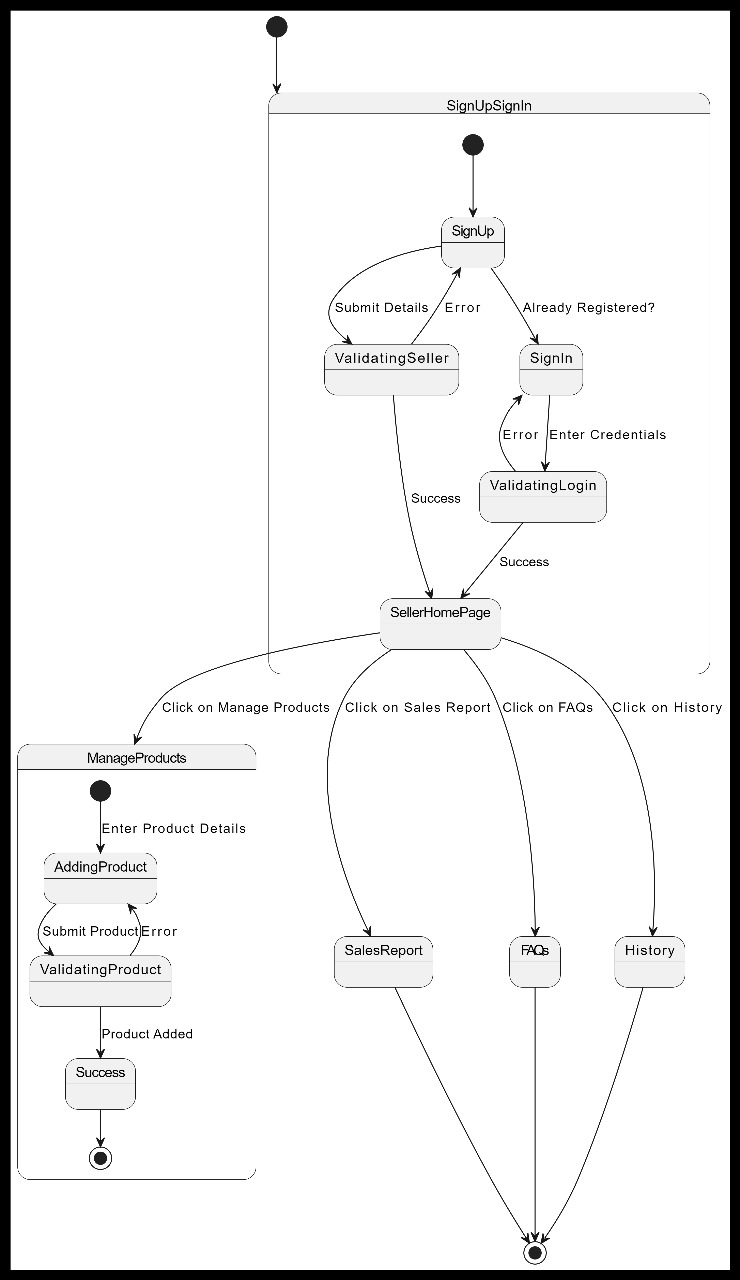 SignUpSignIn
SignUp
Submit Details
Error
Already Registered?
ValidatingSeller
SignIn
Error
Enter Credentials
ValidatingLogin
Success
Success
SellerHomePage
Click on Manage Products
Click on Sales Report
Click on FAQs
Click on History
ManageProducts
Enter Product Details
AddingProduct
Submit Product
Error
SalesReport
FAQs
History
ValidatingProduct
Product Added
Success